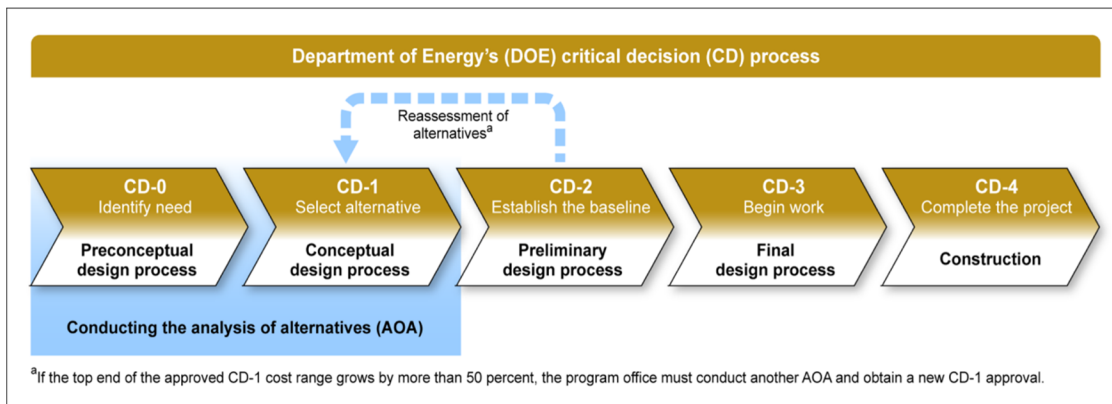 Department of Energy's (DOE) critical decision (CD) process
Reassessment of
alternativesᵃ
CD-0
Identify need
Preconceptual
design process
CD-1
Select alternative
Conceptual
design process
CD-2
Establish the baseline
Preliminary
design process
CD-3
Begin work
Final
design process
CD-4
Complete the project
Construction
Conducting the analysis of alternatives (AOA)
ᵃIf the top end of the approved CD-1 cost range grows by more than 50 percent, the program office must conduct another AOA and obtain a new CD-1 approval.